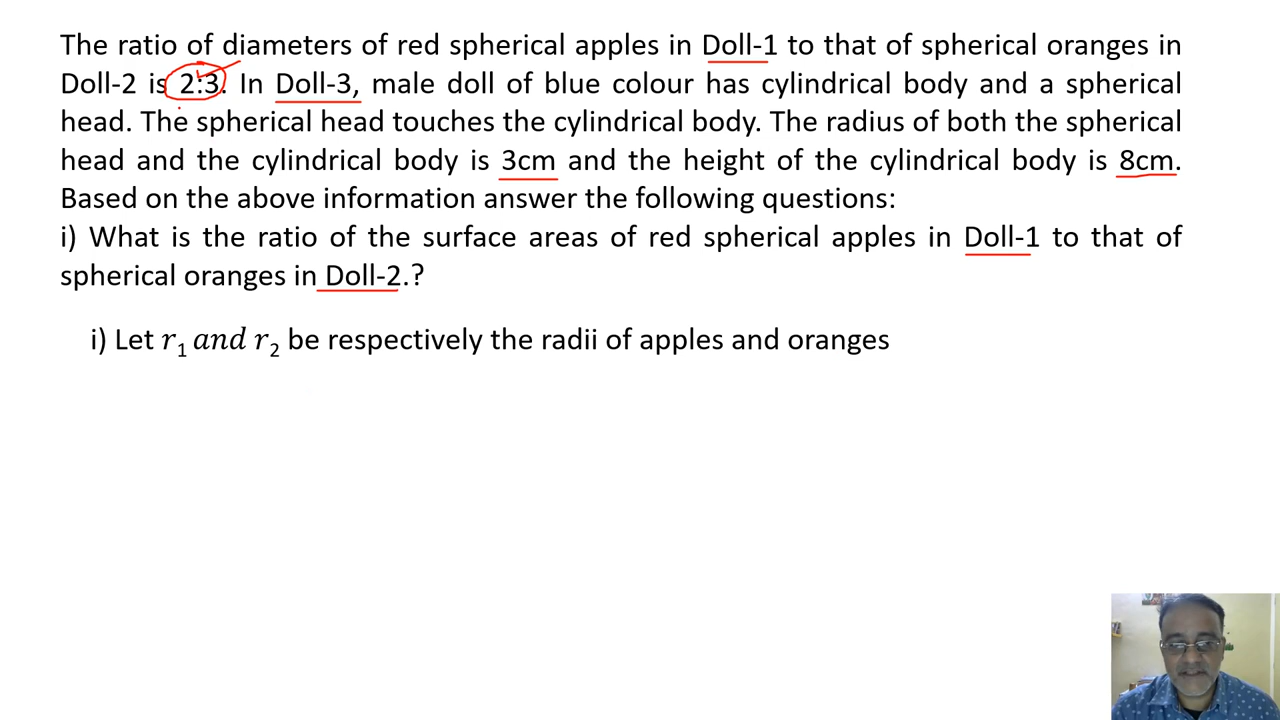 The ratio of diameters of red spherical apples in Doll-1 to that of spherical oranges in
Doll-2 is 2:3. In Doll-3, male doll of blue colour has cylindrical body and a spherical
head. The spherical head touches the cylindrical body. The radius of both the spherical
head and the cylindrical body is 3cm and the height of the cylindrical body is 8cm.
Based on the above information answer the following questions:
i) What is the ratio of the surface areas of red spherical apples in Doll-1 to that of
spherical oranges in Doll-2.?
i) Let r₁ and r₂ be respectively the radii of apples and oranges